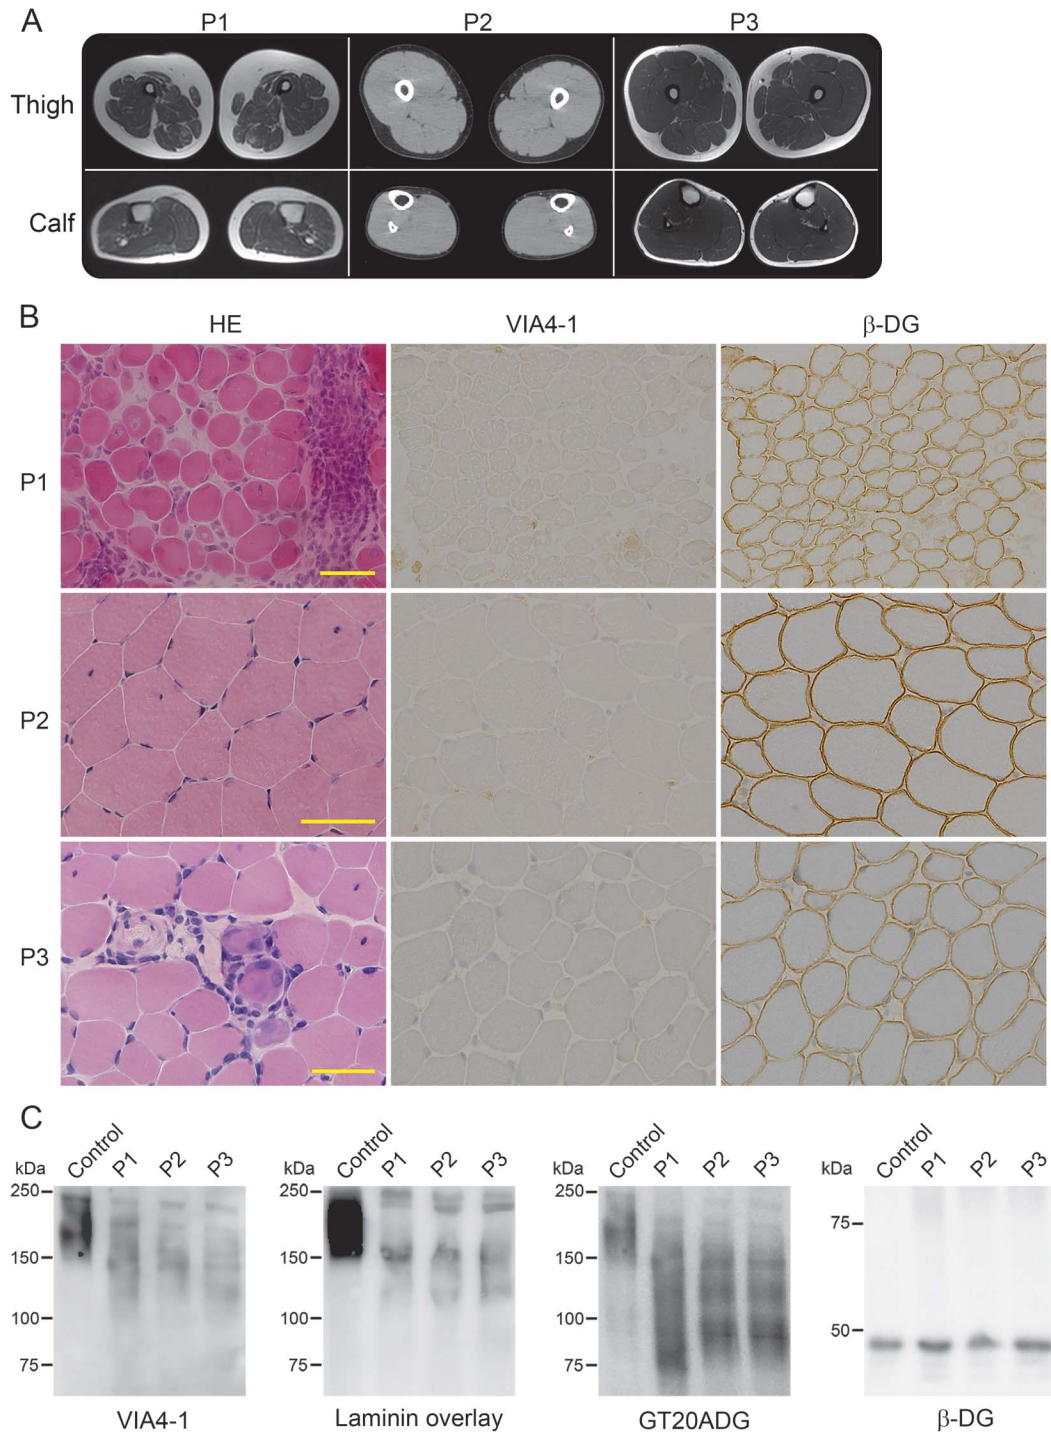 A
P1 P2 P3
Thigh
Calf
B
HE VIA4-1 β-DG
P1
P2
P3
C
Control P1 P2 P3
kDa
250
150
100
75
VIA4-1
Control P1 P2 P3
kDa
250
150
100
75
Laminin overlay
Control P1 P2 P3
kDa
250
150
100
75
GT20ADG
Control P1 P2 P3
kDa
75
50
β-DG